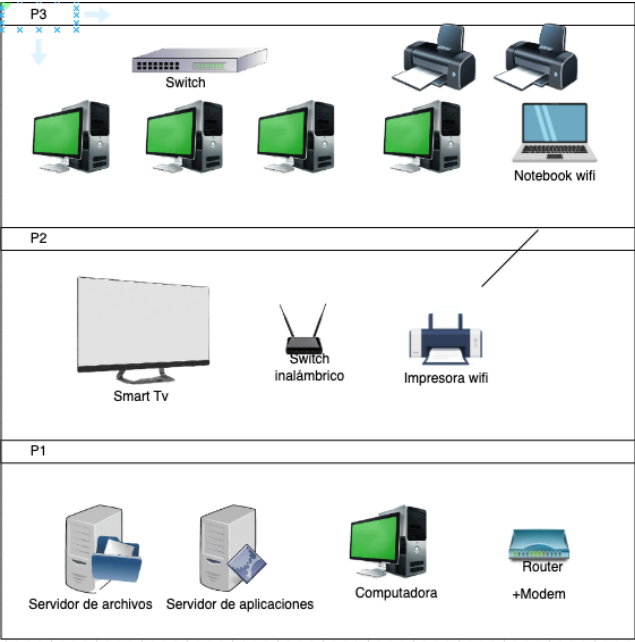 P3
Switch
Notebook wifi
P2
Switch
inalámbrico
Impresora wifi
Smart Tv
P1
Router
Computadora
+Modem
Servidor de archivos
Servidor de aplicaciones